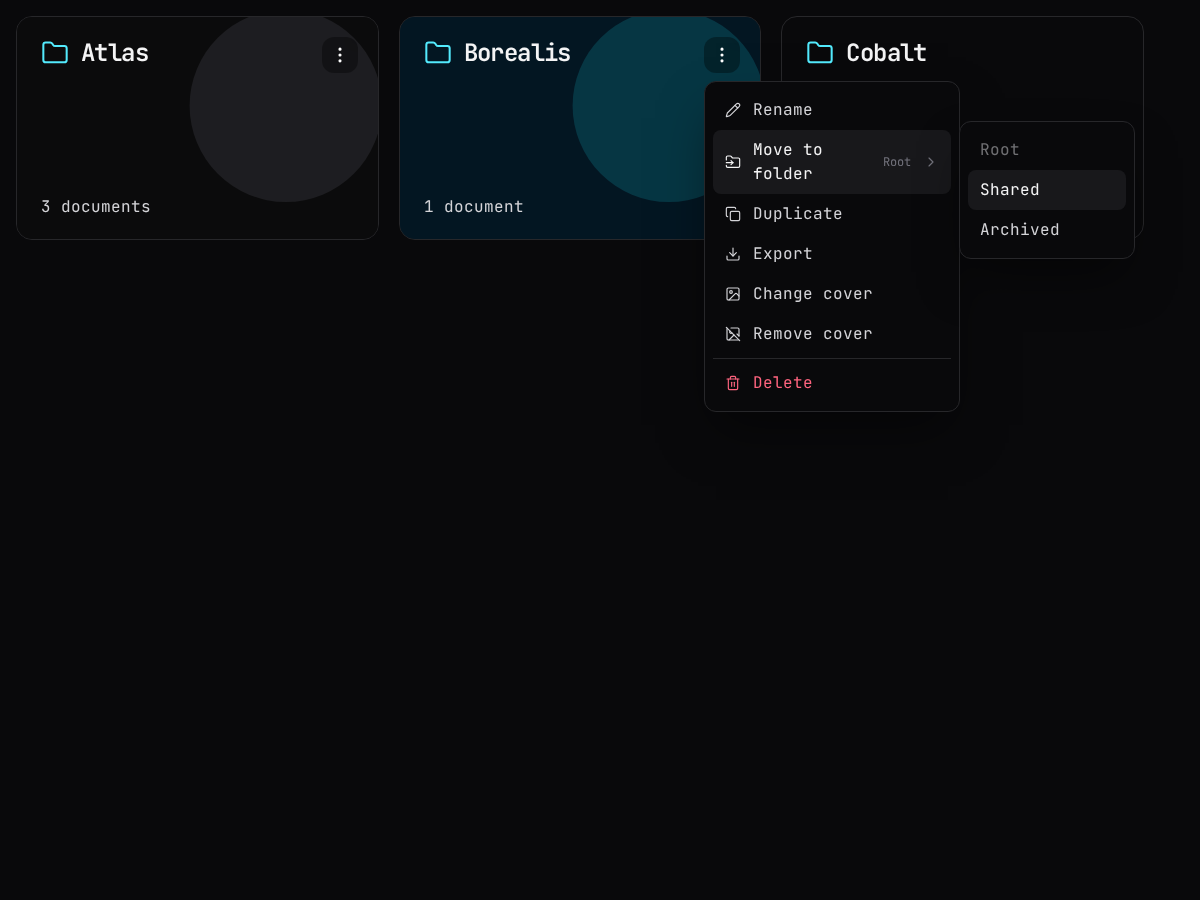 Atlas
3 documents
Borealis
1 document
Cobalt
Rename
Move to
folder
Root
Duplicate
Export
Change cover
Remove cover
Delete
Root
Shared
Archived